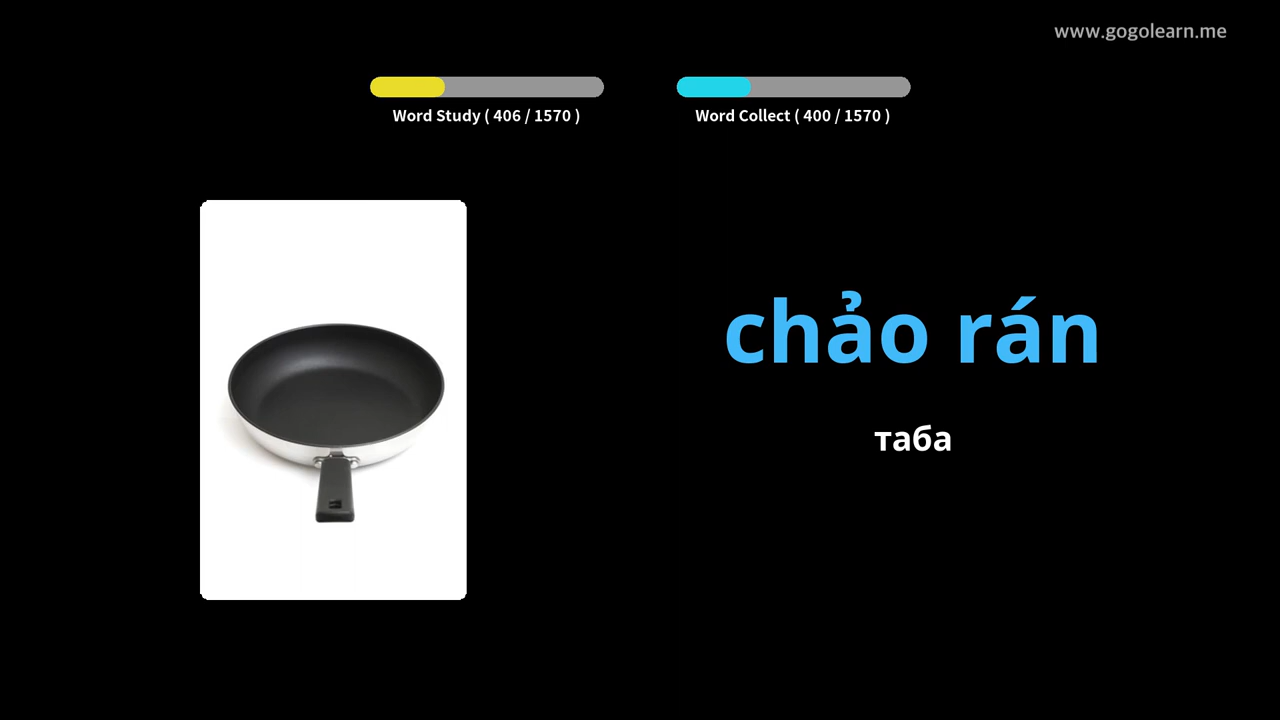 www.gogolearn.me
Word Study ( 406 / 1570 )
Word Collect ( 400 / 1570 )
chảo rán
таба